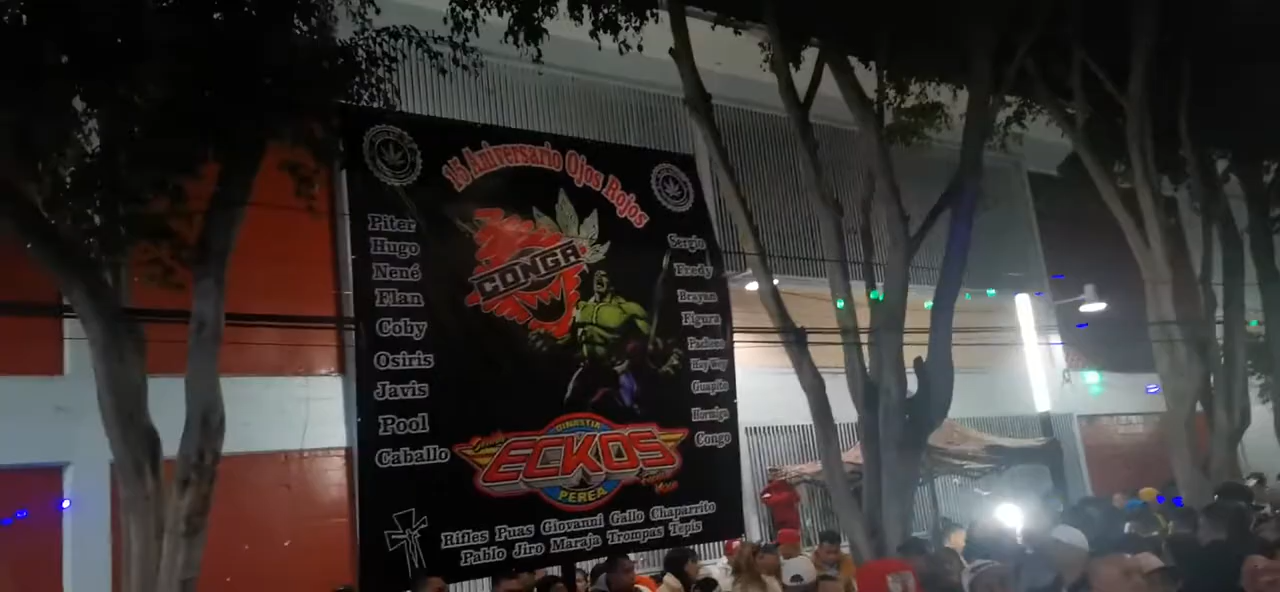 15 Aniversario Ojos Rojos
CONGA
Piter
Hugo
Nené
Flan
Coby
Osiris
Javis
Pool
Caballo
Sergio
Fredy
Brayan
Figura
Pacheco
Guapito
Hormiga
Congo
DINASTIA
ECKOS
PEREA
Rifles Puas Giovanni Gallo Chaparrito
Pablo Jiro Maraja Trompas Tepis